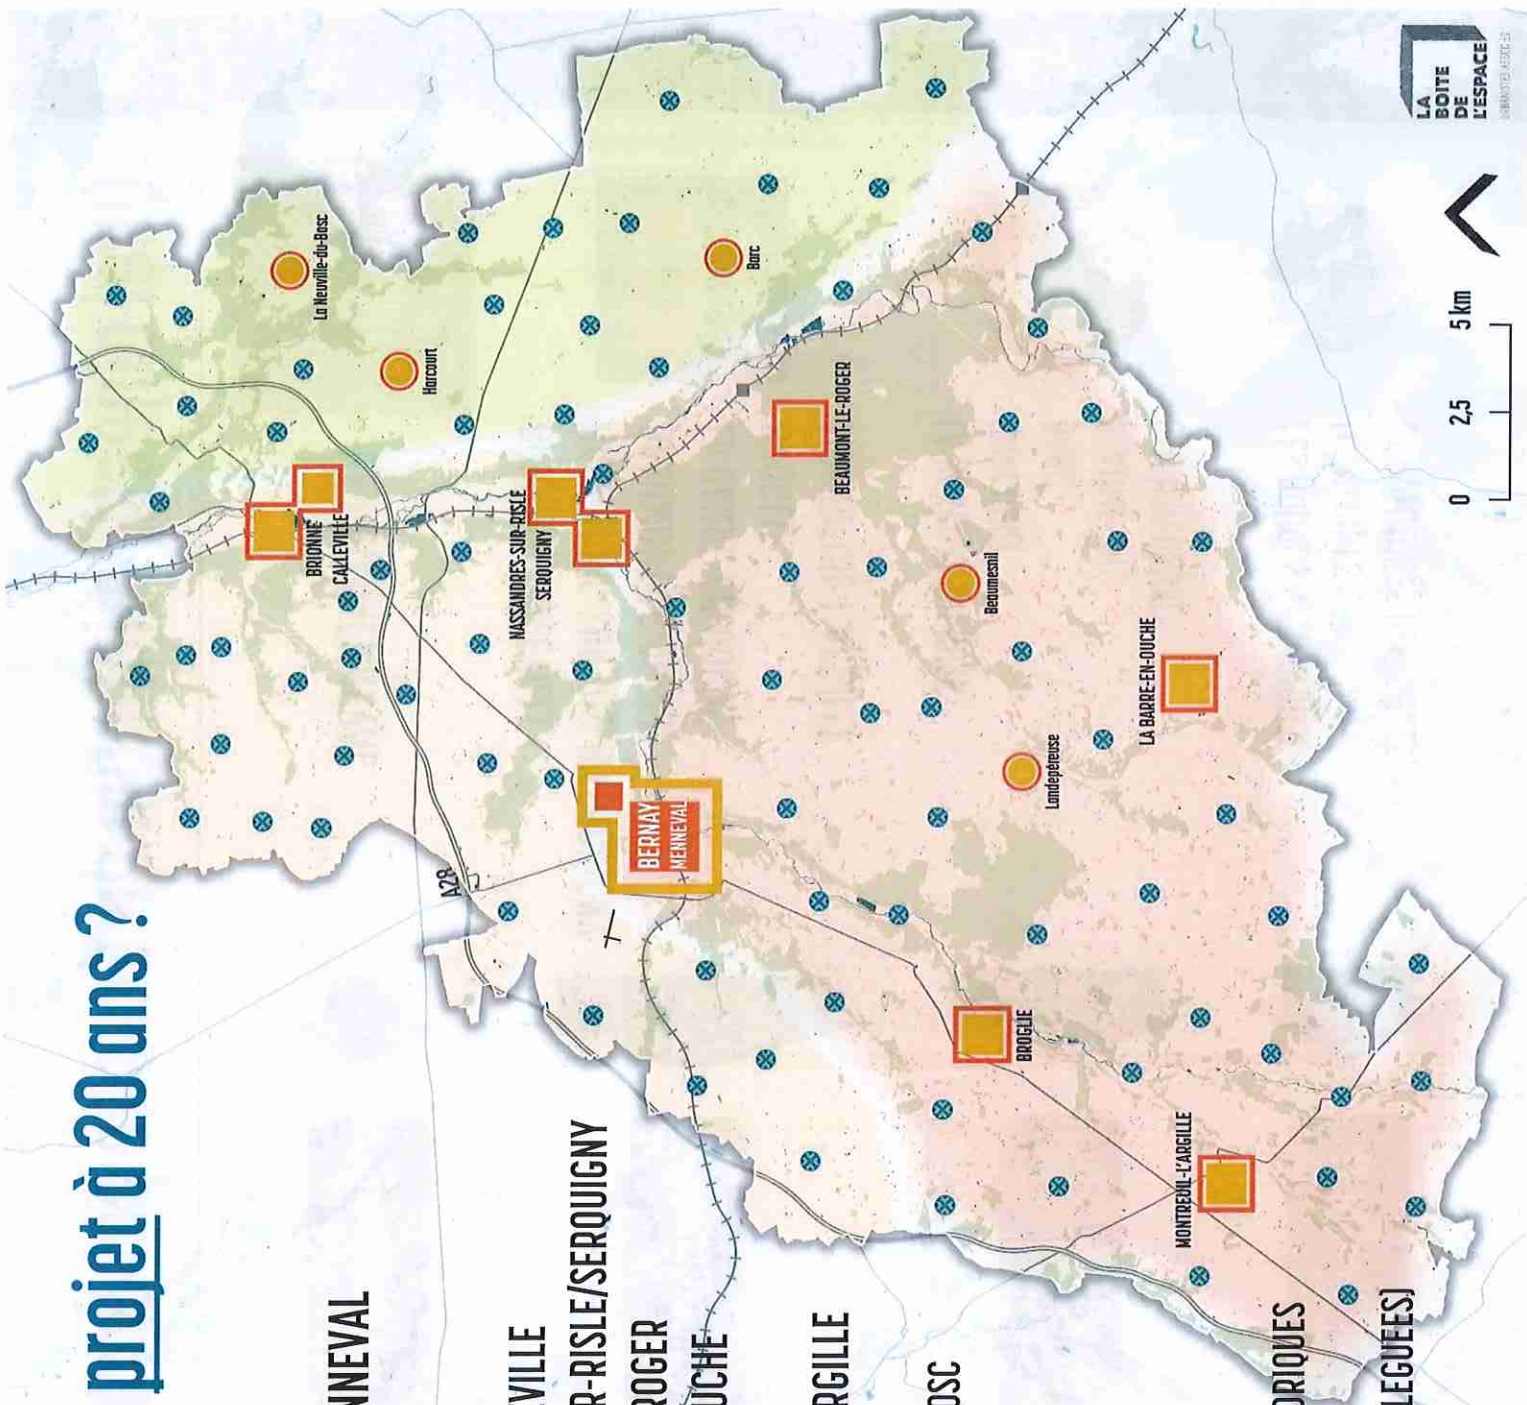 projet à 20 ans ?
NNEVAL
VILLE
R-RISLE/SERQUIGNY
ROGER
UCHE
RGILLE
OSC
ORIQUES
LEGUEES)
A28
BRIONNE
CALLEVILLE
La Neuville-du-Bosc
Harcourt
NASSANDRES-SUR-RISLE
SERQUIGNY
BERNAY
MENNEVAL
Barc
BEAUMONT-LE-ROGER
Beaumesnil
Landepéreuse
BROGLIE
LA BARRE-EN-OUCHE
MONTREUIL-L'ARGILLE
0 2,5 5 km
LA
BOITE
DE
L'ESPACE